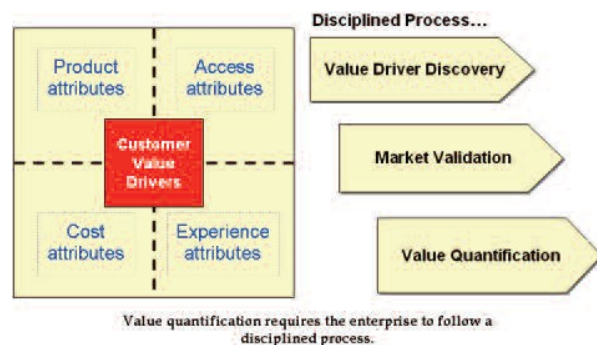 Disciplined Process...
Product
attributes
Access
attributes
Customer
Value
Drivers
Cost
attributes
Experience
attributes
Value Driver Discovery
Market Validation
Value Quantification
Value quantification requires the enterprise to follow a
disciplined process.